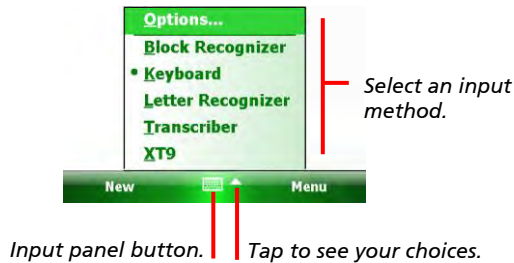 Options...
Block Recognizer
• Keyboard
Letter Recognizer
Transcriber
XT9
Select an input
method.
New Menu
Input panel button. Tap to see your choices.